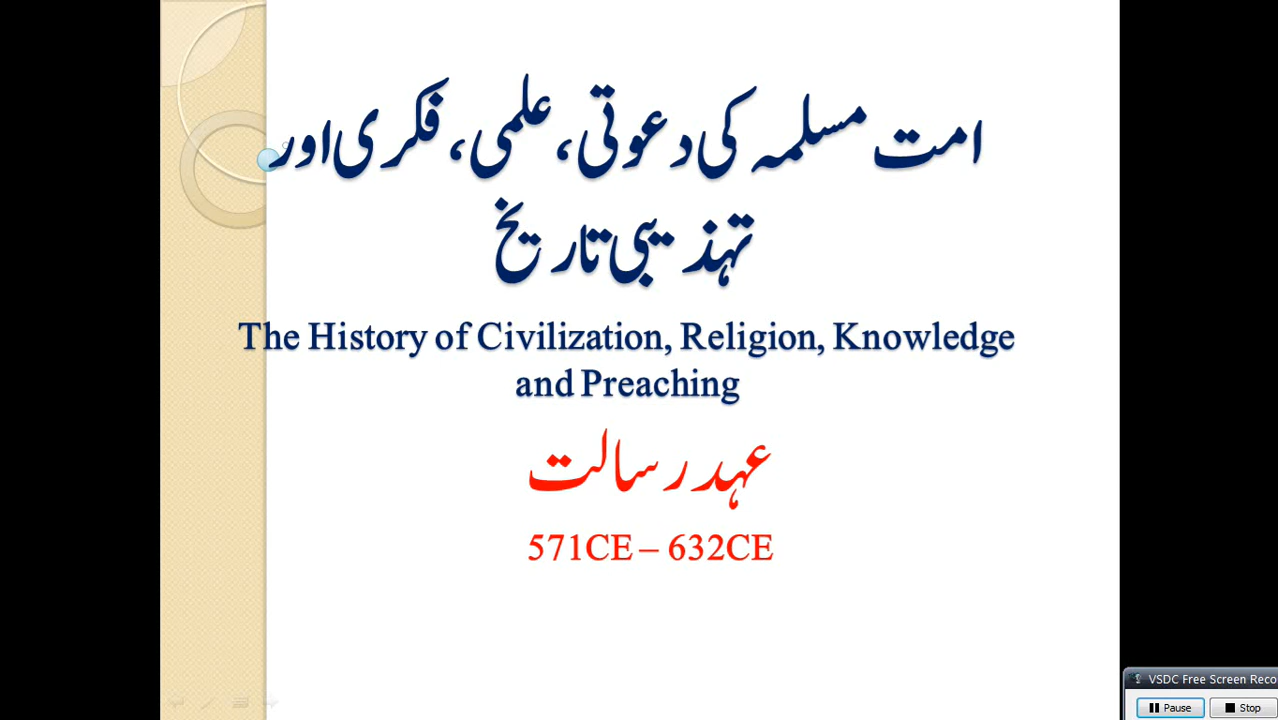 امت مسلمہ کی دعوتی، علمی، فکری اور
تہذیبی تاریخ
The History of Civilization, Religion, Knowledge
and Preaching
عہد رسالت
571CE – 632CE
VSDC Free Screen Reco
Pause Stop